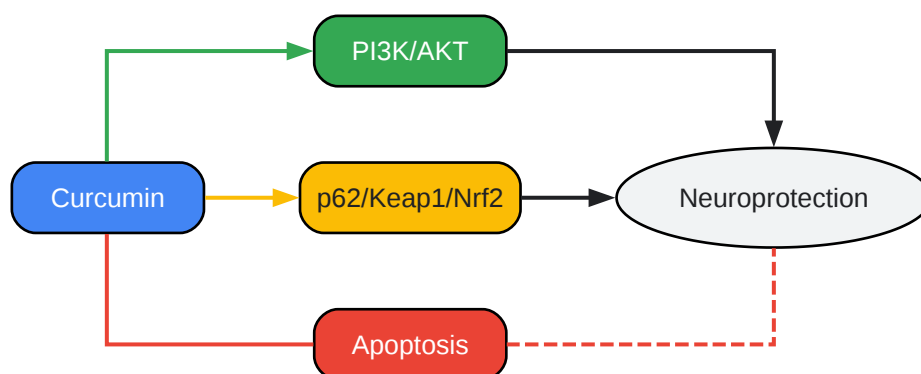 PI3K/AKT
Curcumin
p62/Keap1/Nrf2
Neuroprotection
Apoptosis